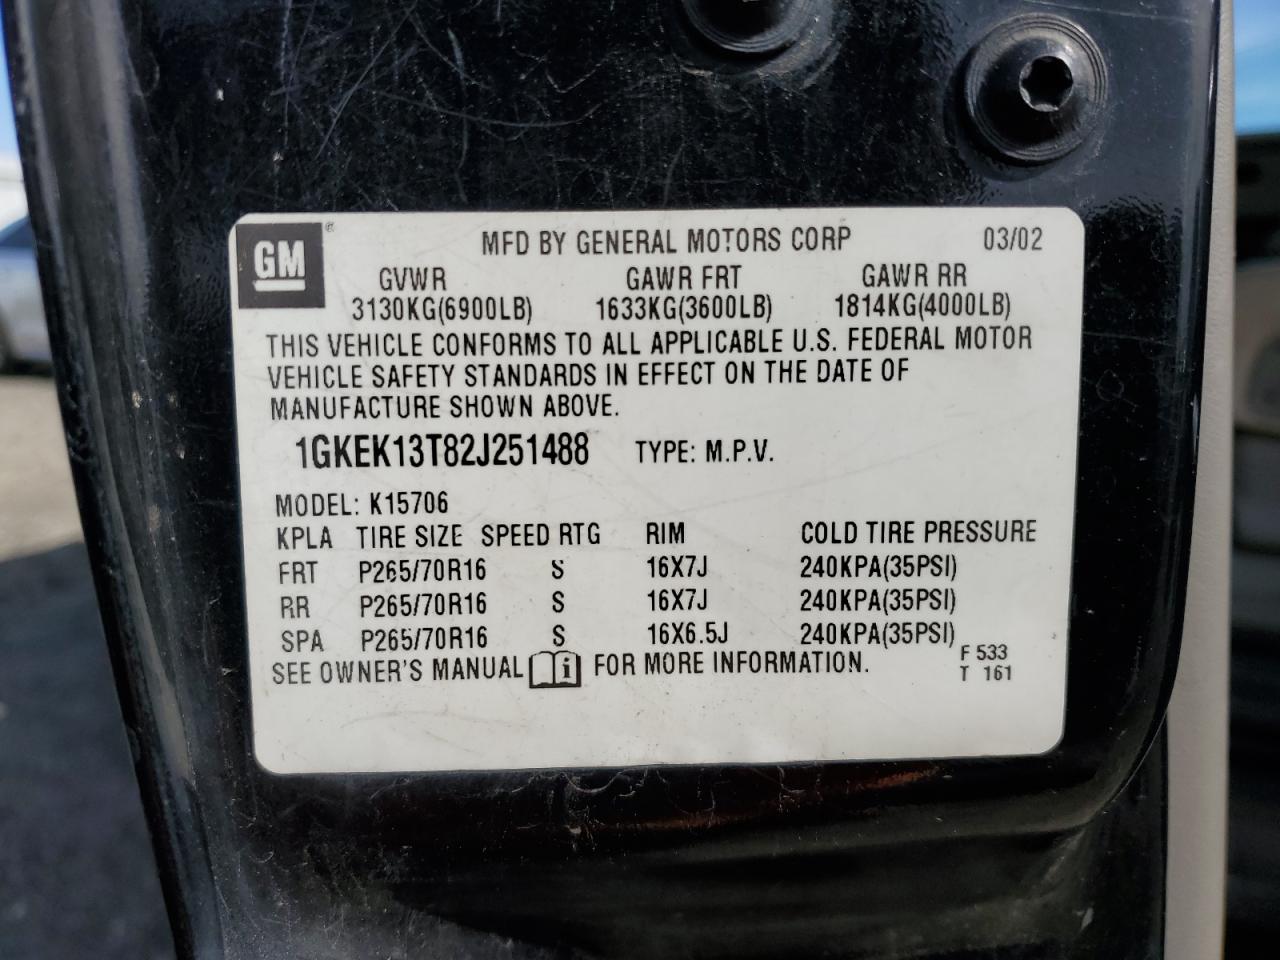 GM® MFD BY GENERAL MOTORS CORP 03/02
GVWR GAWR FRT GAWR RR
3130KG(6900LB) 1633KG(3600LB) 1814KG(4000LB)
THIS VEHICLE CONFORMS TO ALL APPLICABLE U.S. FEDERAL MOTOR
VEHICLE SAFETY STANDARDS IN EFFECT ON THE DATE OF
MANUFACTURE SHOWN ABOVE.
1GKEK13T82J251488 TYPE: M.P.V.
MODEL: K15706
KPLA TIRE SIZE SPEED RTG RIM COLD TIRE PRESSURE
FRT P265/70R16 S 16X7J 240KPA(35PSI)
RR P265/70R16 S 16X7J 240KPA(35PSI)
SPA P265/70R16 S 16X6.5J 240KPA(35PSI)
SEE OWNER'S MANUAL i FOR MORE INFORMATION. F 533
T 161